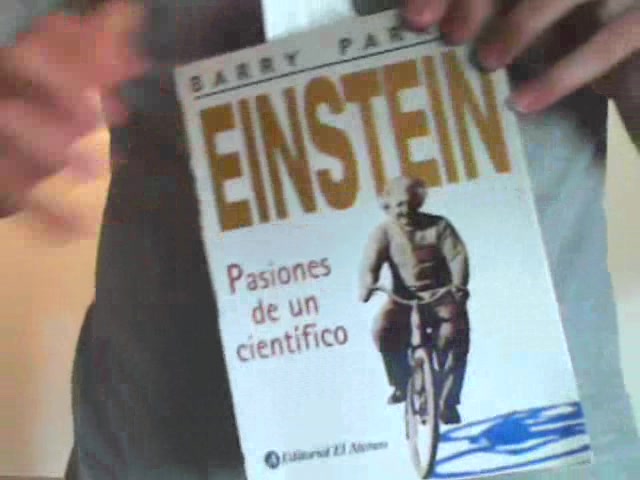 BARRY
EINSTEIN
Pasiones
de un
científico
Editorial El Ateneo